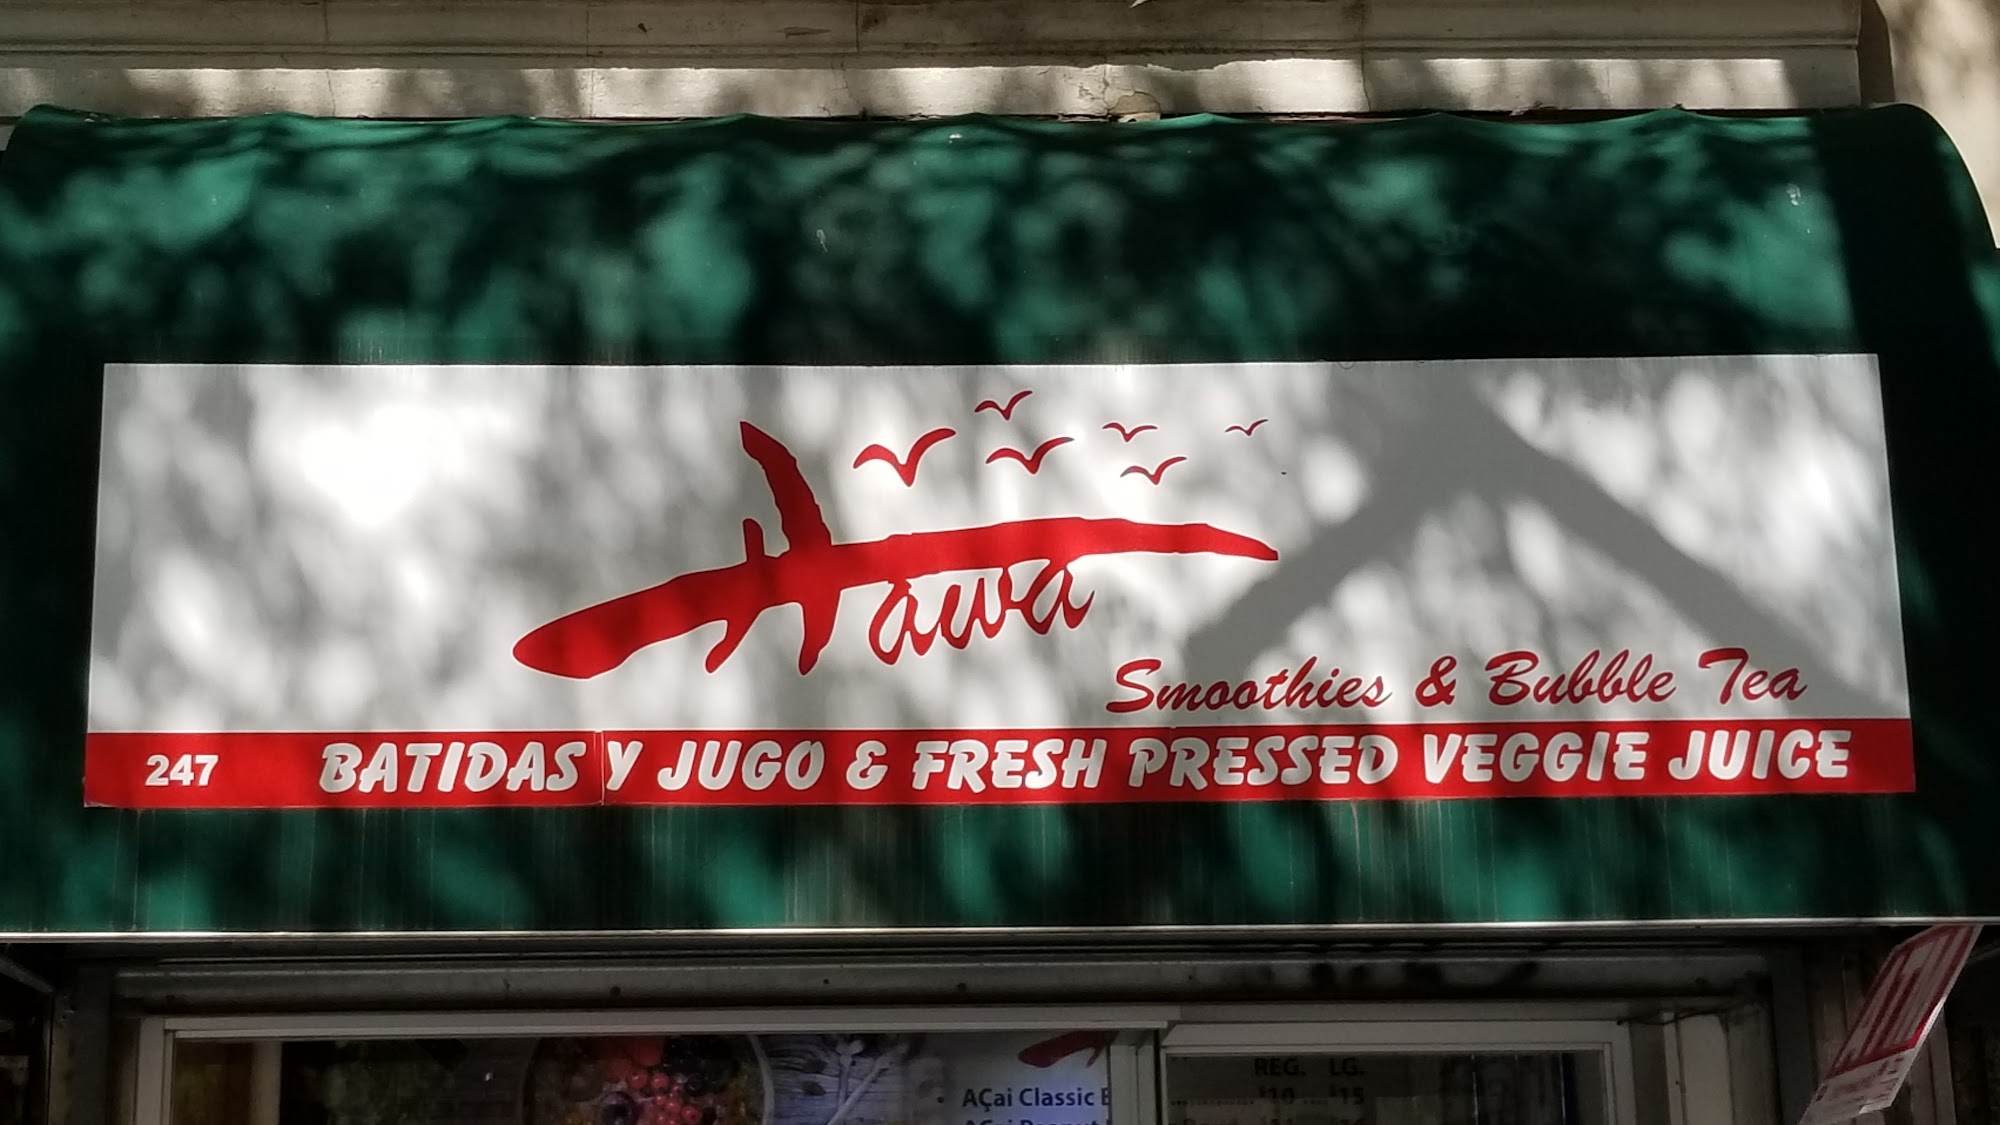 Hawa
Smoothies & Bubble Tea
247 BATIDAS Y JUGO & FRESH PRESSED VEGGIE JUICE
REG. LG.
• AÇai Classic
$10 $15